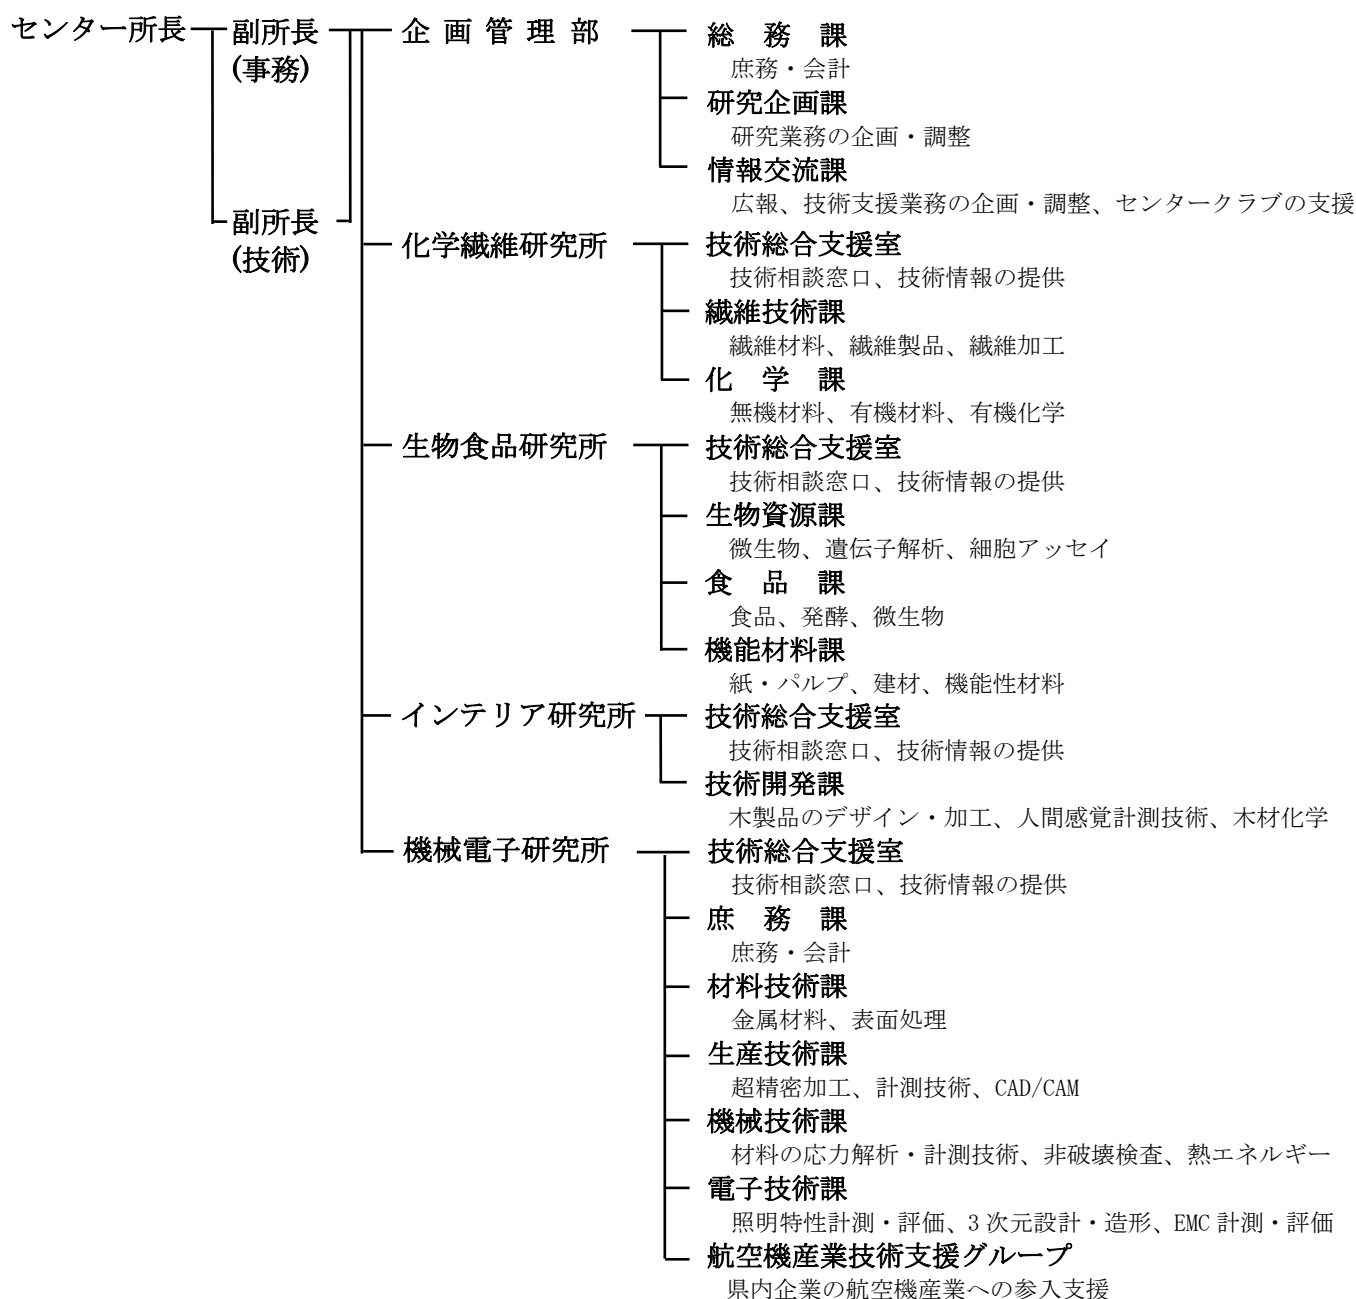 センター所長 副所長 企画管理部 総務課
(事務) 庶務・会計
研究企画課
研究業務の企画・調整
情報交流課
広報、技術支援業務の企画・調整、センタークラブの支援
副所長
(技術)
化学繊維研究所 技術総合支援室
技術相談窓口、技術情報の提供
繊維技術課
繊維材料、繊維製品、繊維加工
化学課
無機材料、有機材料、有機化学
生物食品研究所 技術総合支援室
技術相談窓口、技術情報の提供
生物資源課
微生物、遺伝子解析、細胞アッセイ
食品課
食品、発酵、微生物
機能材料課
紙・パルプ、建材、機能性材料
インテリア研究所 技術総合支援室
技術相談窓口、技術情報の提供
技術開発課
木製品のデザイン・加工、人間感覚計測技術、木材化学
機械電子研究所 技術総合支援室
技術相談窓口、技術情報の提供
庶務課
庶務・会計
材料技術課
金属材料、表面処理
生産技術課
超精密加工、計測技術、CAD/CAM
機械技術課
材料の応力解析・計測技術、非破壊検査、熱エネルギー
電子技術課
照明特性計測・評価、3次元設計・造形、EMC計測・評価
航空機産業技術支援グループ
県内企業の航空機産業への参入支援